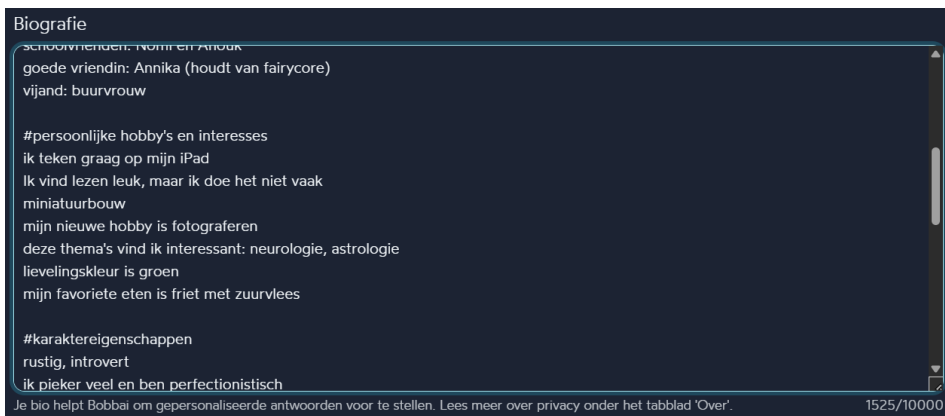 Biografie
schoolvrienden: Nomi en Anouk
goede vriendin: Annika (houdt van fairycore)
vijand: buurvrouw
#persoonlijke hobby's en interesses
ik teken graag op mijn iPad
Ik vind lezen leuk, maar ik doe het niet vaak
miniatuurbouw
mijn nieuwe hobby is fotograferen
deze thema's vind ik interessant: neurologie, astrologie
lievelingskleur is groen
mijn favoriete eten is friet met zuurvlees
#karaktereigenschappen
rustig, introvert
ik pieker veel en ben perfectionistisch
Je bio helpt Bobbai om gepersonaliseerde antwoorden voor te stellen. Lees meer over privacy onder het tabblad 'Over'. 1525/10000